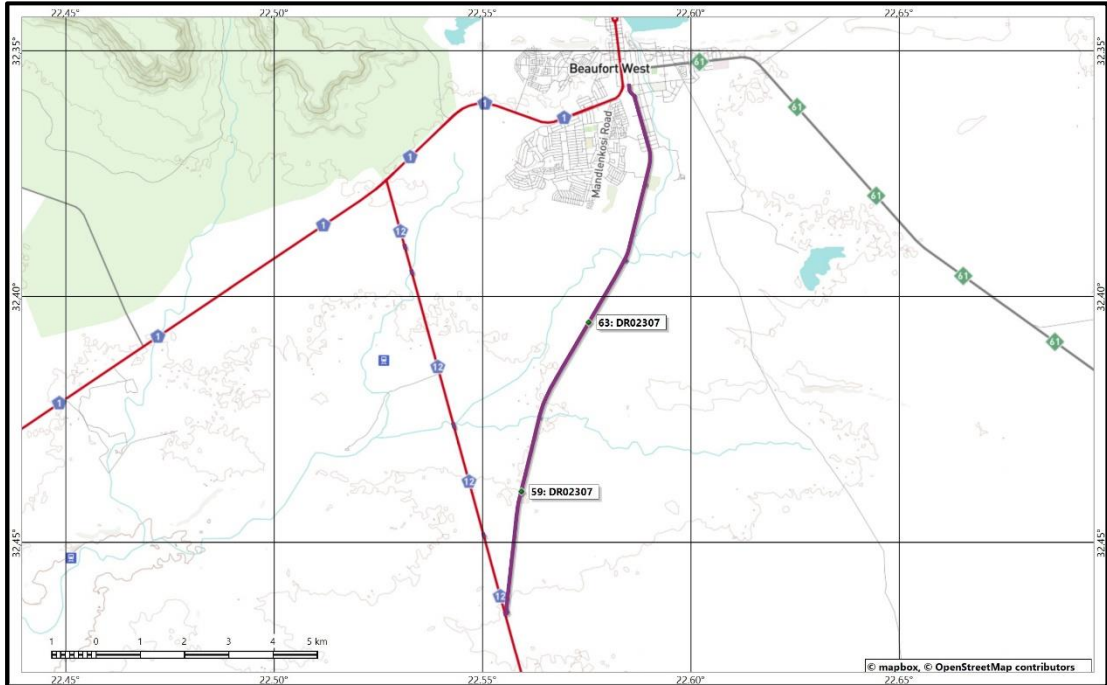 22.45° 22.50° 22.55° 22.60° 22.65°
32.35° 32.35°
Beaufort West
61
61
1
1
Mandlenkosi Road
1
61
1
12
61
32.40° 32.40°
63: DR02307
1
61
12
1
12
59: DR02307
32.45° 32.45°
12
1 0 1 2 3 4 5 km
© mapbox, © OpenStreetMap contributors
22.45° 22.50° 22.55° 22.60° 22.65°